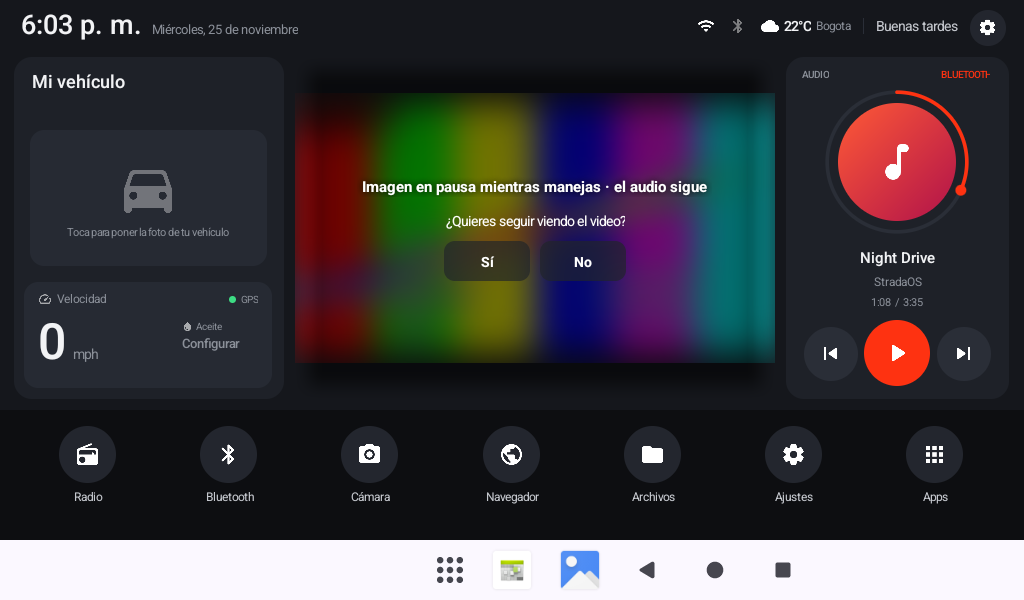 6:03 p. m.
Miércoles, 25 de noviembre
22°C
Bogota
Buenas tardes
Mi vehículo
Toca para poner la foto de tu vehículo
Velocidad
GPS
0 mph
Aceite
Configurar
Imagen en pausa mientras manejas · el audio sigue
¿Quieres seguir viendo el video?
Sí
No
AUDIO
BLUETOOTH
Night Drive
StradaOS
1:08 / 3:35
Radio
Bluetooth
Cámara
Navegador
Archivos
Ajustes
Apps